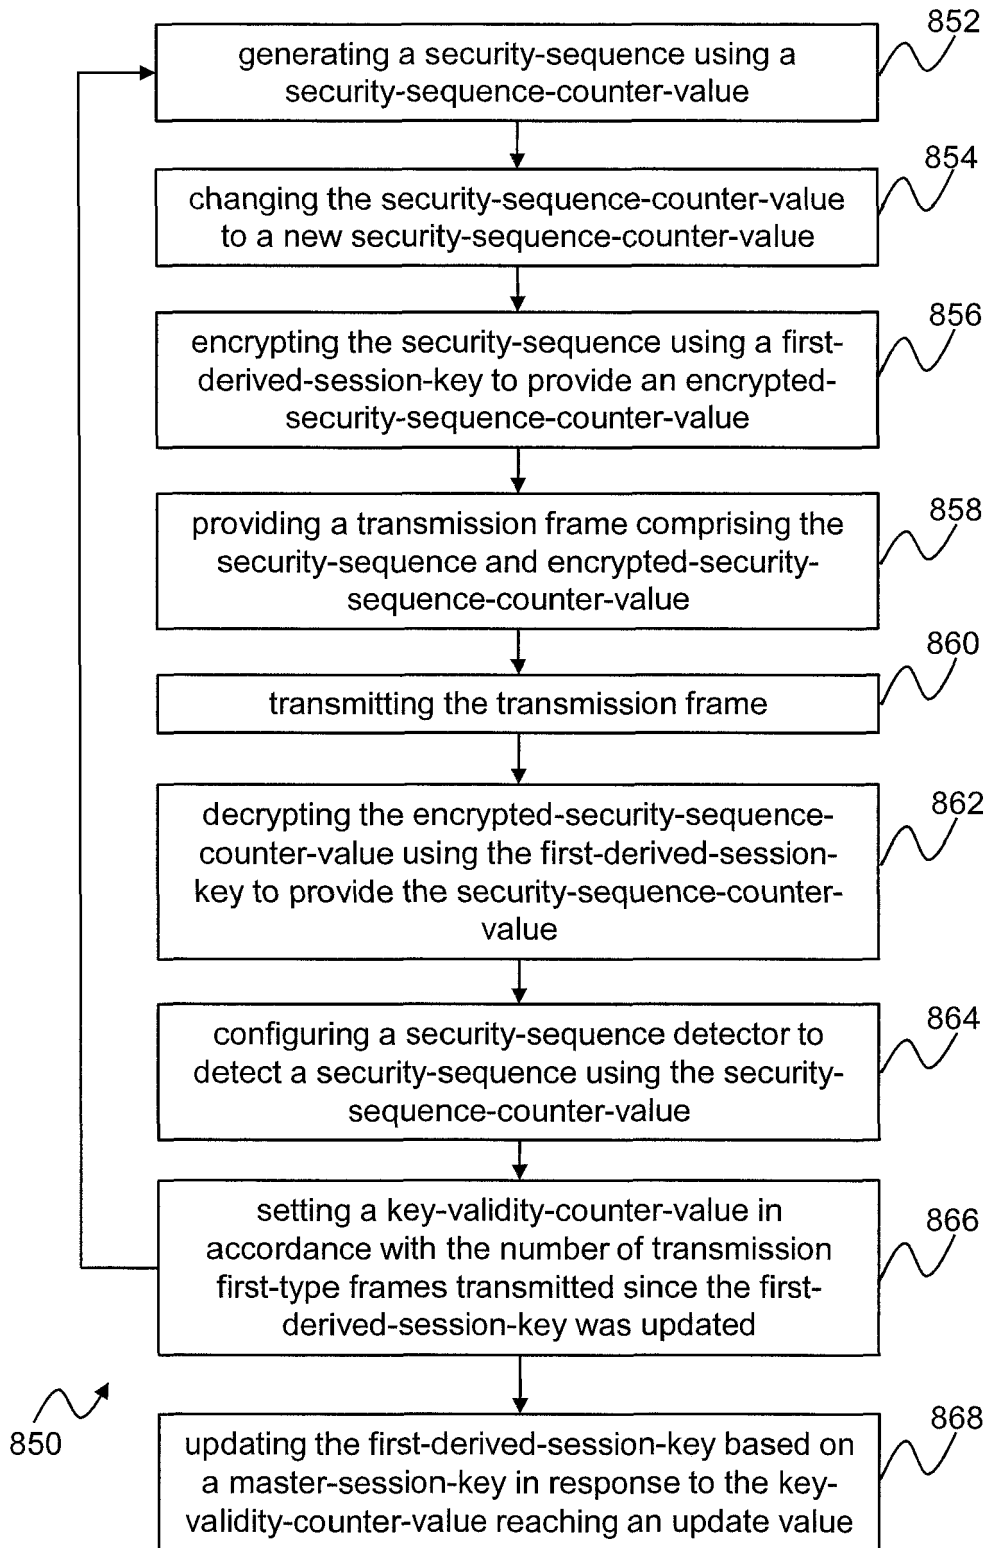 852
generating a security-sequence using a
security-sequence-counter-value
854
changing the security-sequence-counter-value
to a new security-sequence-counter-value
856
encrypting the security-sequence using a first-
derived-session-key to provide an encrypted-
security-sequence-counter-value
858
providing a transmission frame comprising the
security-sequence and encrypted-security-
sequence-counter-value
860
transmitting the transmission frame
862
decrypting the encrypted-security-sequence-
counter-value using the first-derived-session-
key to provide the security-sequence-counter-
value
864
configuring a security-sequence detector to
detect a security-sequence using the security-
sequence-counter-value
866
setting a key-validity-counter-value in
accordance with the number of transmission
first-type frames transmitted since the first-
derived-session-key was updated
850
868
updating the first-derived-session-key based on
a master-session-key in response to the key-
validity-counter-value reaching an update value